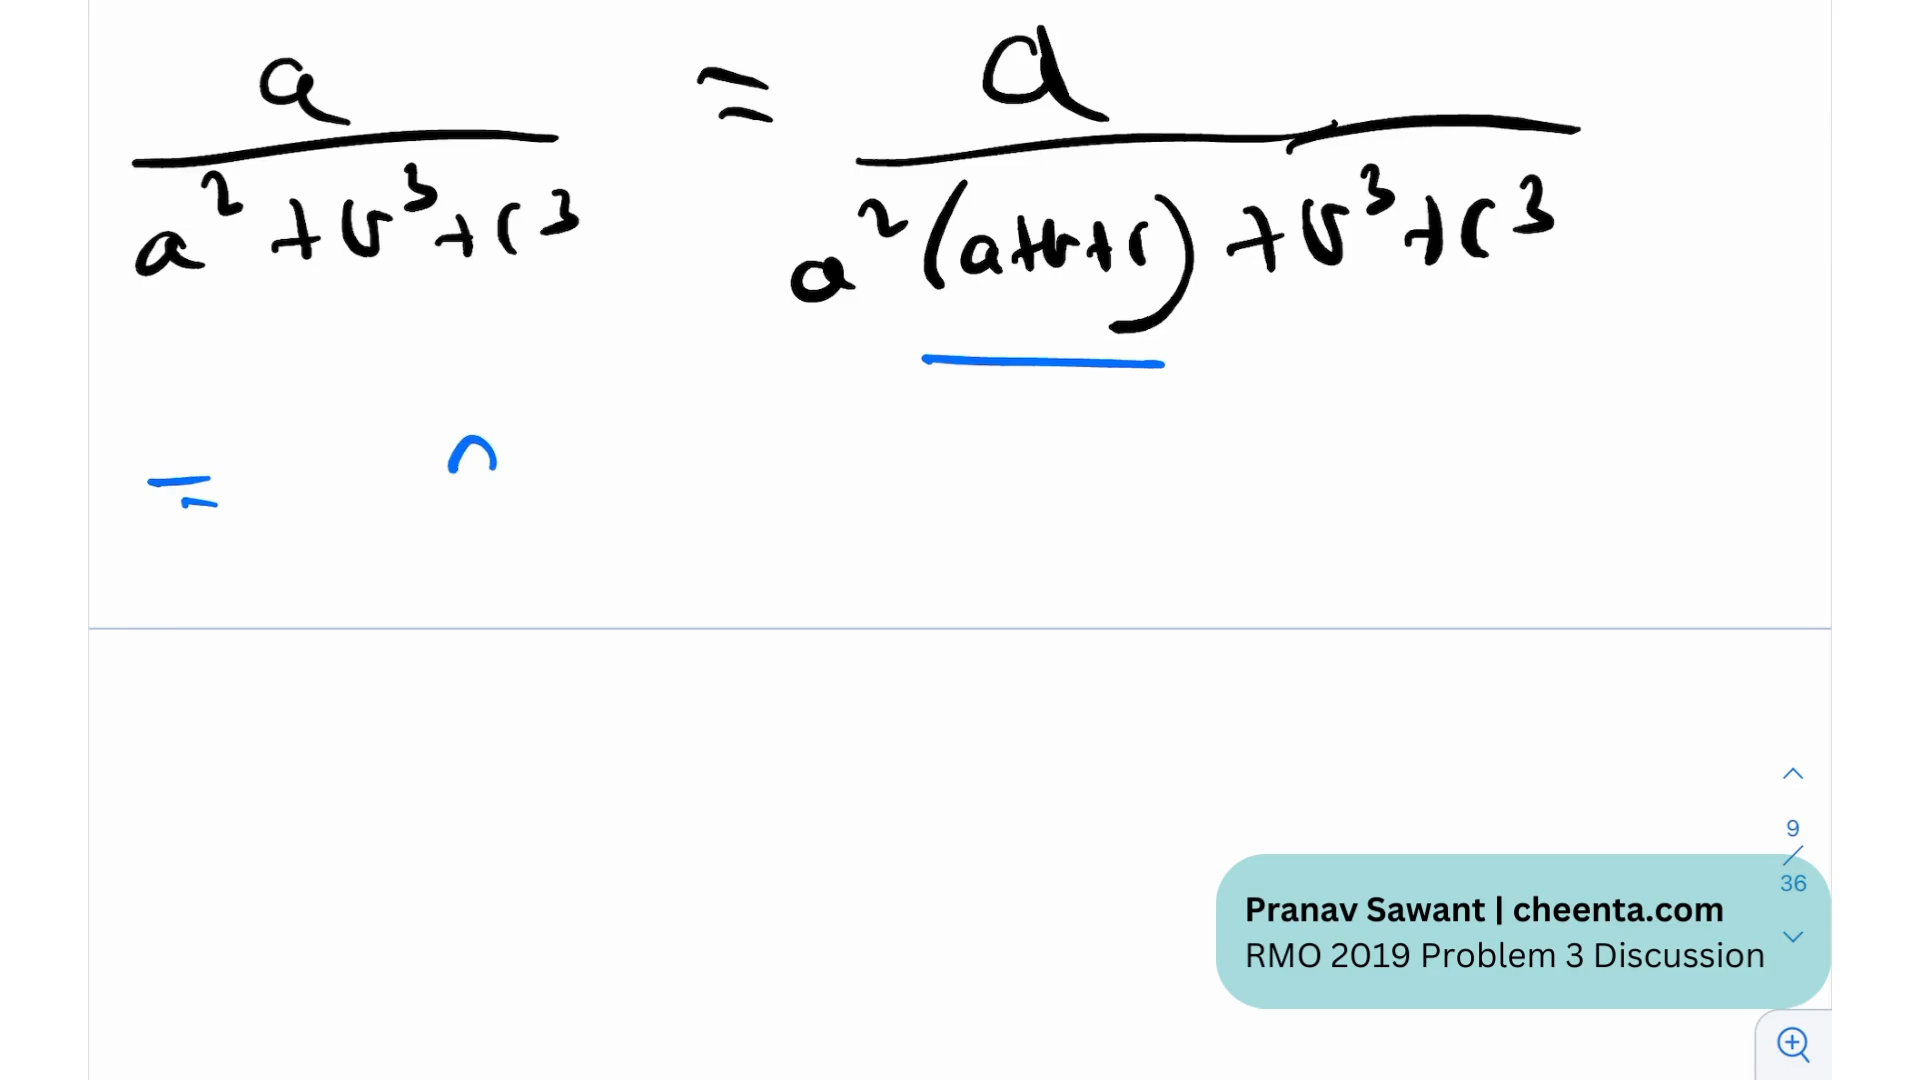 a / (a² + b³ + c³) = a / (a²(a+b+c) + b³ + c³)
=
9
/
36
Pranav Sawant | cheenta.com
RMO 2019 Problem 3 Discussion